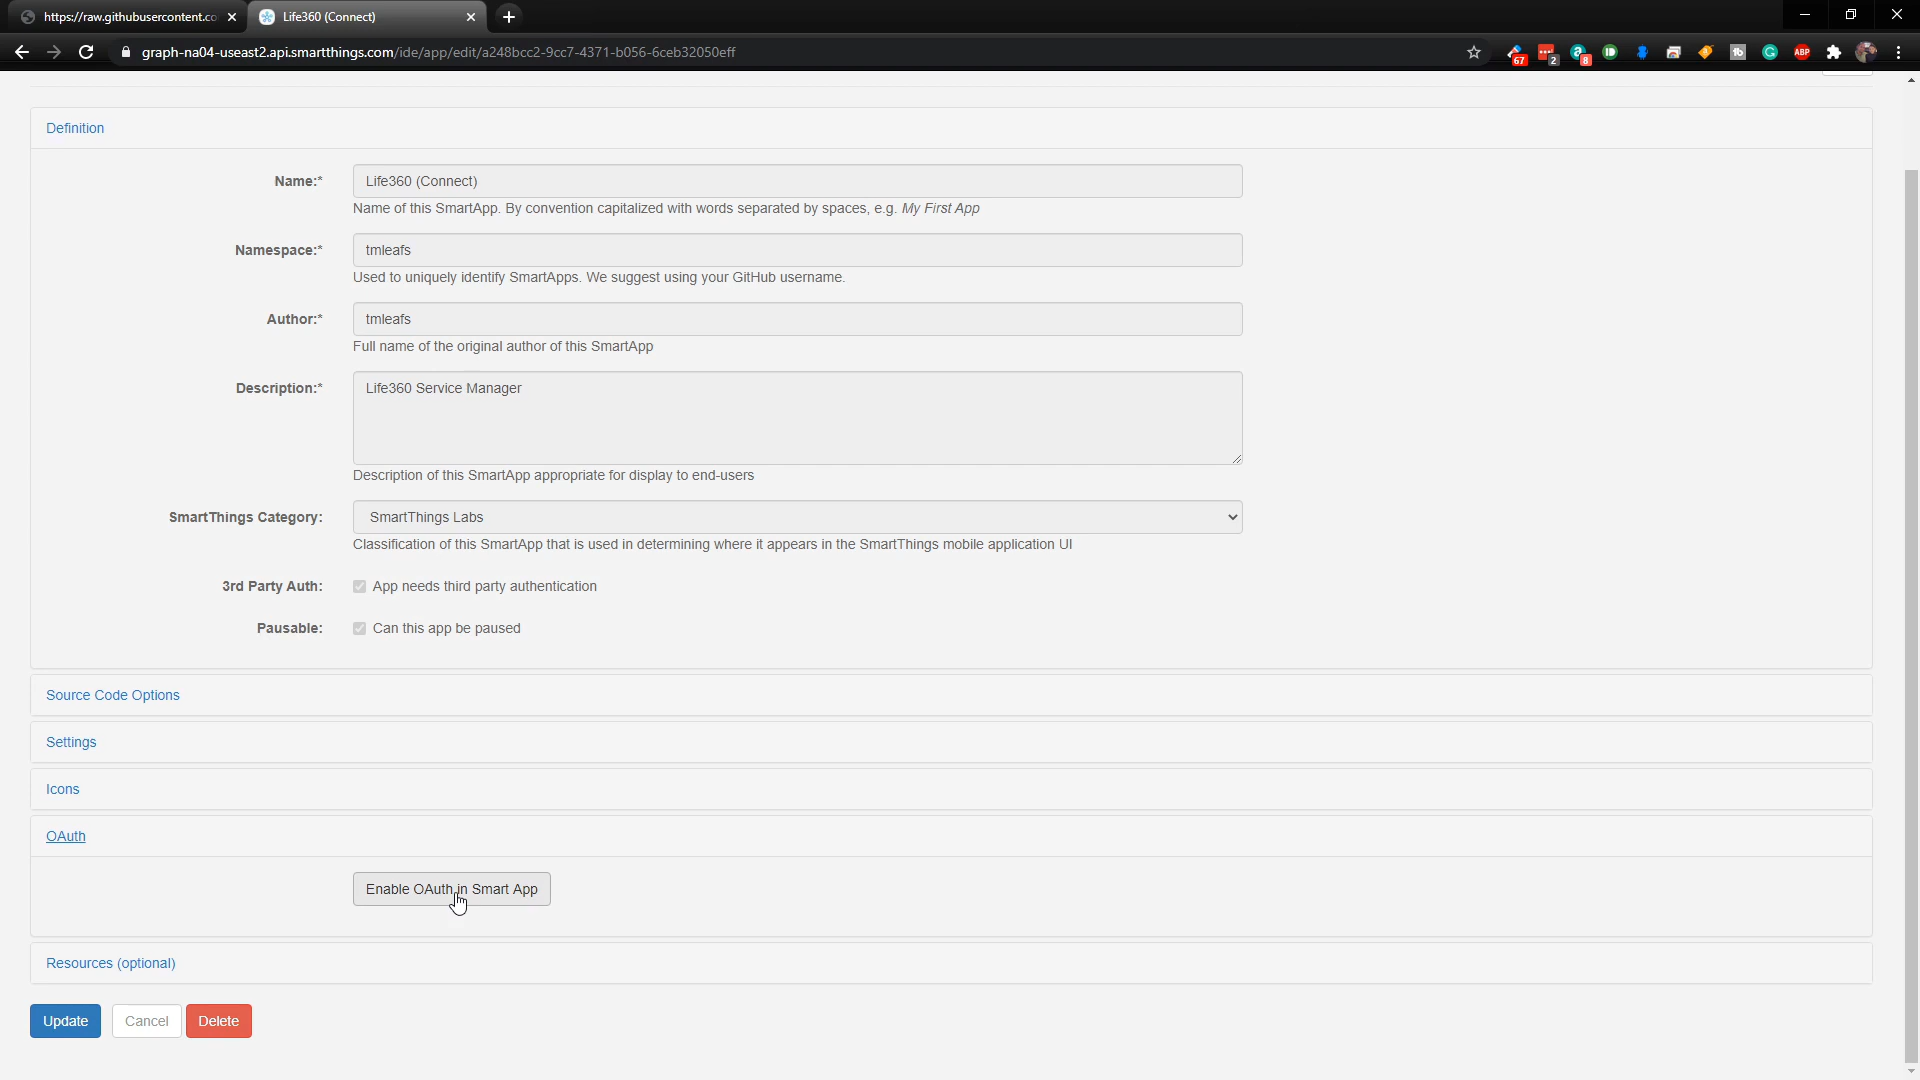 https://raw.githubusercontent.co
Life360 (Connect)
graph-na04-useast2.api.smartthings.com/ide/app/edit/a248bcc2-9cc7-4371-b056-6ceb32050eff
67
2
8
ABP
Definition
Name:*
Life360 (Connect)
Name of this SmartApp. By convention capitalized with words separated by spaces, e.g. My First App
Namespace:*
tmleafs
Used to uniquely identify SmartApps. We suggest using your GitHub username.
Author:*
tmleafs
Full name of the original author of this SmartApp
Description:*
Life360 Service Manager
Description of this SmartApp appropriate for display to end-users
SmartThings Category:
SmartThings Labs
Classification of this SmartApp that is used in determining where it appears in the SmartThings mobile application UI
3rd Party Auth:
App needs third party authentication
Pausable:
Can this app be paused
Source Code Options
Settings
Icons
OAuth
Enable OAuth in Smart App
Resources (optional)
Update
Cancel
Delete